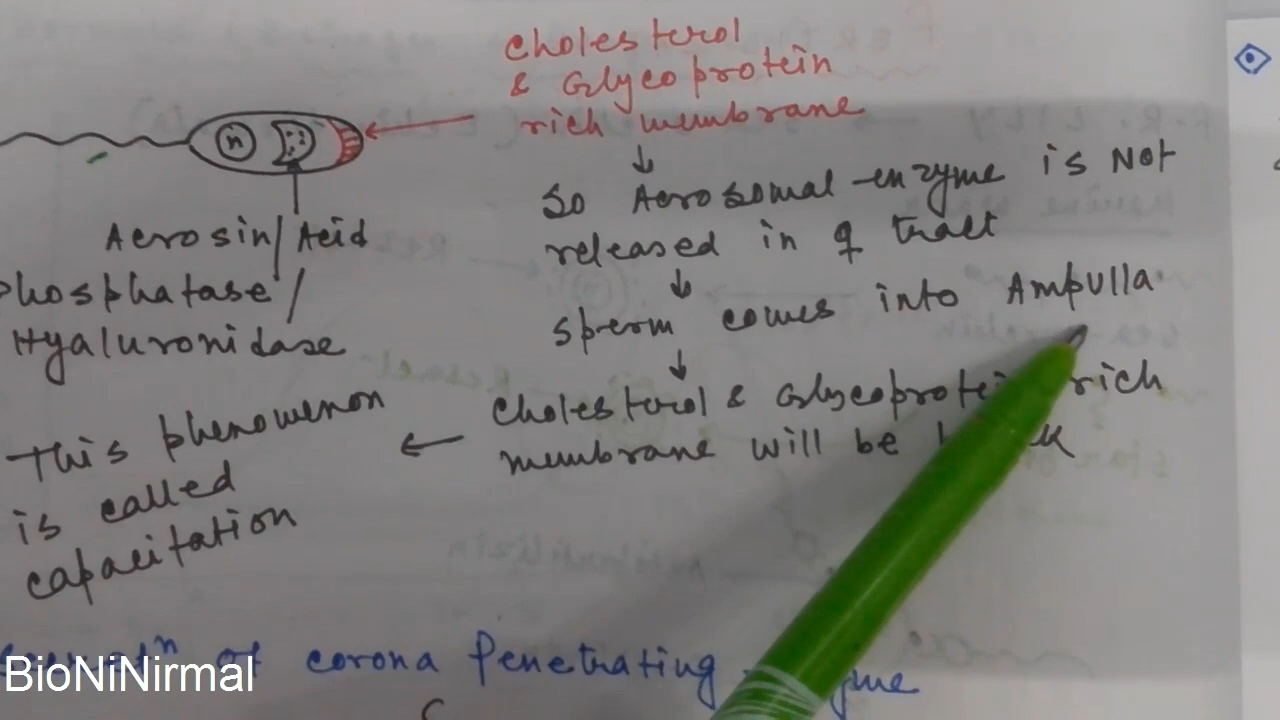 cholesterol
& Glycoprotein
rich membrane
↓
so Acrosomal enzyme is Not
released in ♀ tract
↓
sperm comes into Ampulla
↓
cholesterol & Glycoprotein rich
membrane will be
← This phenomenon
is called
capacitation
n
Acrosin/Acid
phosphatase/
Hyaluronidase
of corona Penetrating
BioNiNirmal